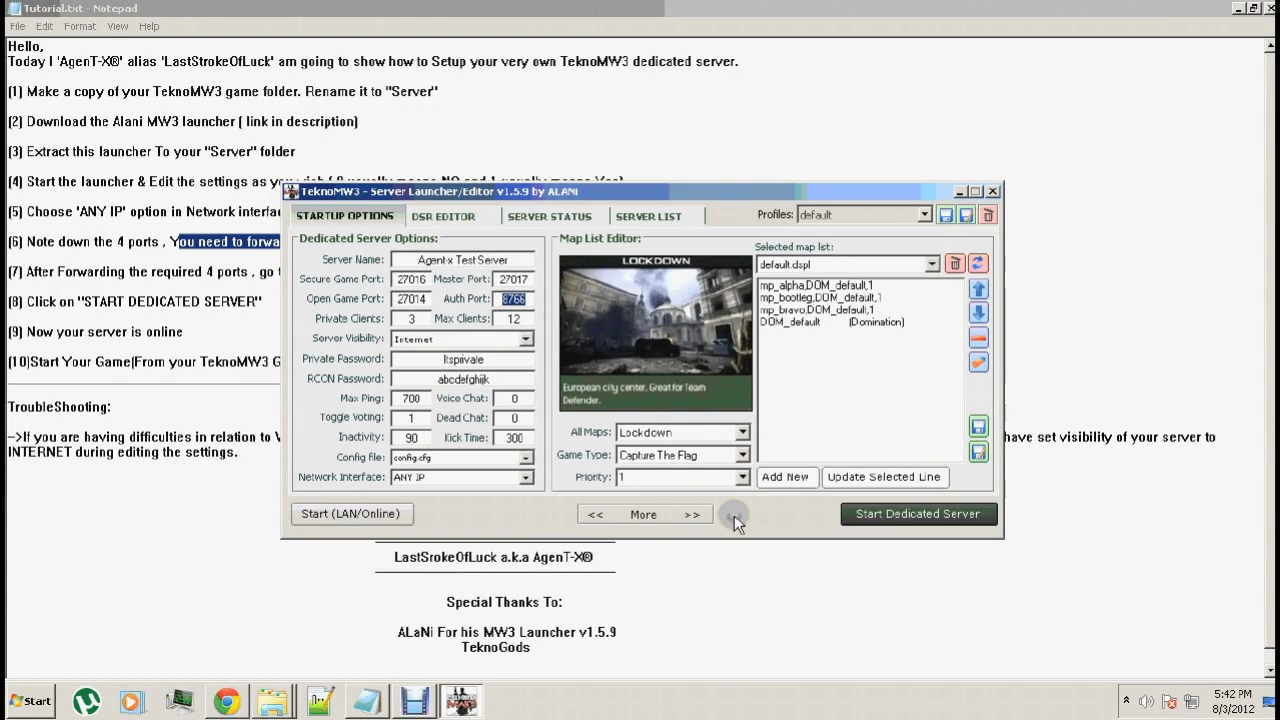 Tutorial.txt - Notepad
File Edit Format View Help
Hello,
Today I 'AgenT-X®' alias 'LastStrokeOfLuck' am going to show how to Setup your very own TeknoMW3 dedicated server.
(1) Make a copy of your TeknoMW3 game folder. Rename it to "Server"
(2) Download the Alani MW3 launcher ( link in description)
(3) Extract this launcher To your "Server" folder
(4) Start the launcher & Edit the settings as you
(5) Choose 'ANY IP' option in Network interfac
(6) Note down the 4 ports , You need to forwa
(7) After Forwarding the required 4 ports , go t
(8) Click on "START DEDICATED SERVER"
(9) Now your server is online
(10)Start Your Game(From your TeknoMW3 G
TroubleShooting:
->If you are having difficulties in relation to
have set visibility of your server to
INTERNET during editing the settings.
TeknoMW3 - Server Launcher/Editor v1.5.9 by ALANI
STARTUP OPTIONS DSR EDITOR SERVER STATUS SERVER LIST Profiles: default
Dedicated Server Options:
Server Name: Agent-x Test Server
Secure Game Port: 27016 Master Port: 27017
Open Game Port: 27014 Auth Port: 8766
Private Clients: 3 Max Clients: 12
Server Visibility: Internet
Private Password: Itsprivate
RCON Password: abcdefghijk
Max Ping: 700 Voice Chat: 0
Toggle Voting: 1 Dead Chat: 0
Inactivity: 90 Kick Time: 300
Config file: config.cfg
Network Interface: ANY IP
Map List Editor:
LOCKDOWN
European city center. Great for Team
Defender.
All Maps: Lockdown
Game Type: Capture The Flag
Priority: 1
Selected map list:
default.dspl
mp_alpha,DOM_default,1
mp_bootleg,DOM_default,1
mp_bravo,DOM_default,1
DOM_default (Domination)
Add New Update Selected Line
Start (LAN/Online) << More >> Start Dedicated Server
LastSrokeOfLuck a.k.a AgenT-X®
Special Thanks To:
ALaNi For his MW3 Launcher v1.5.9
TeknoGods
Start
5:42 PM
8/3/2012